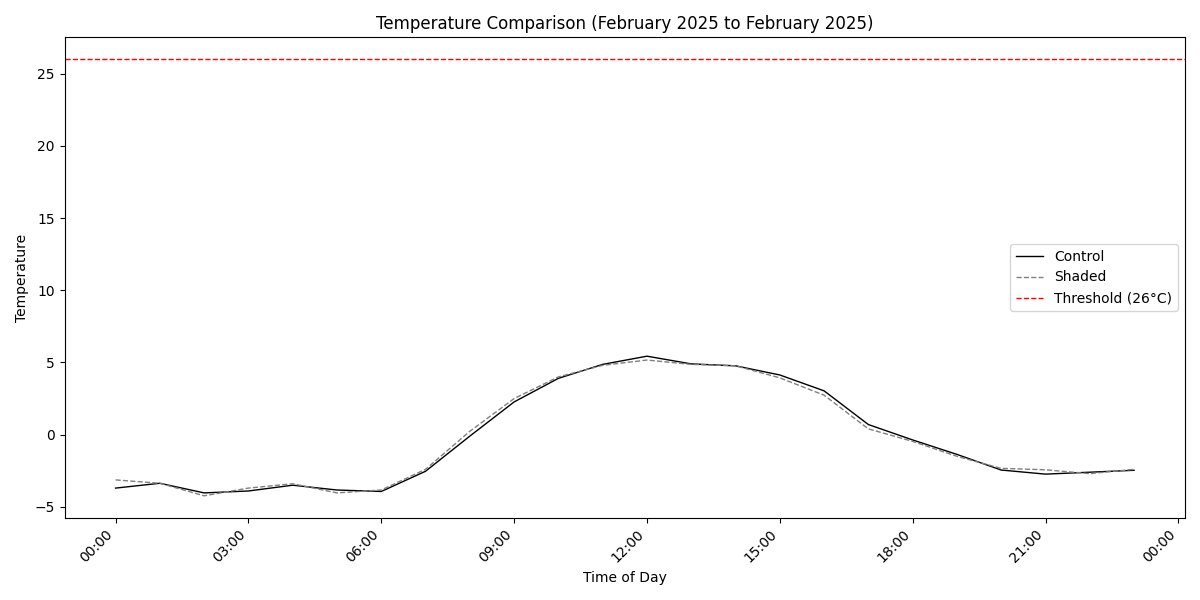 Temperature Comparison (February 2025 to February 2025)
25
20
15
10
5
0
−5
Temperature
Control
Shaded
Threshold (26°C)
00:00
03:00
06:00
09:00
12:00
15:00
18:00
21:00
00:00
Time of Day